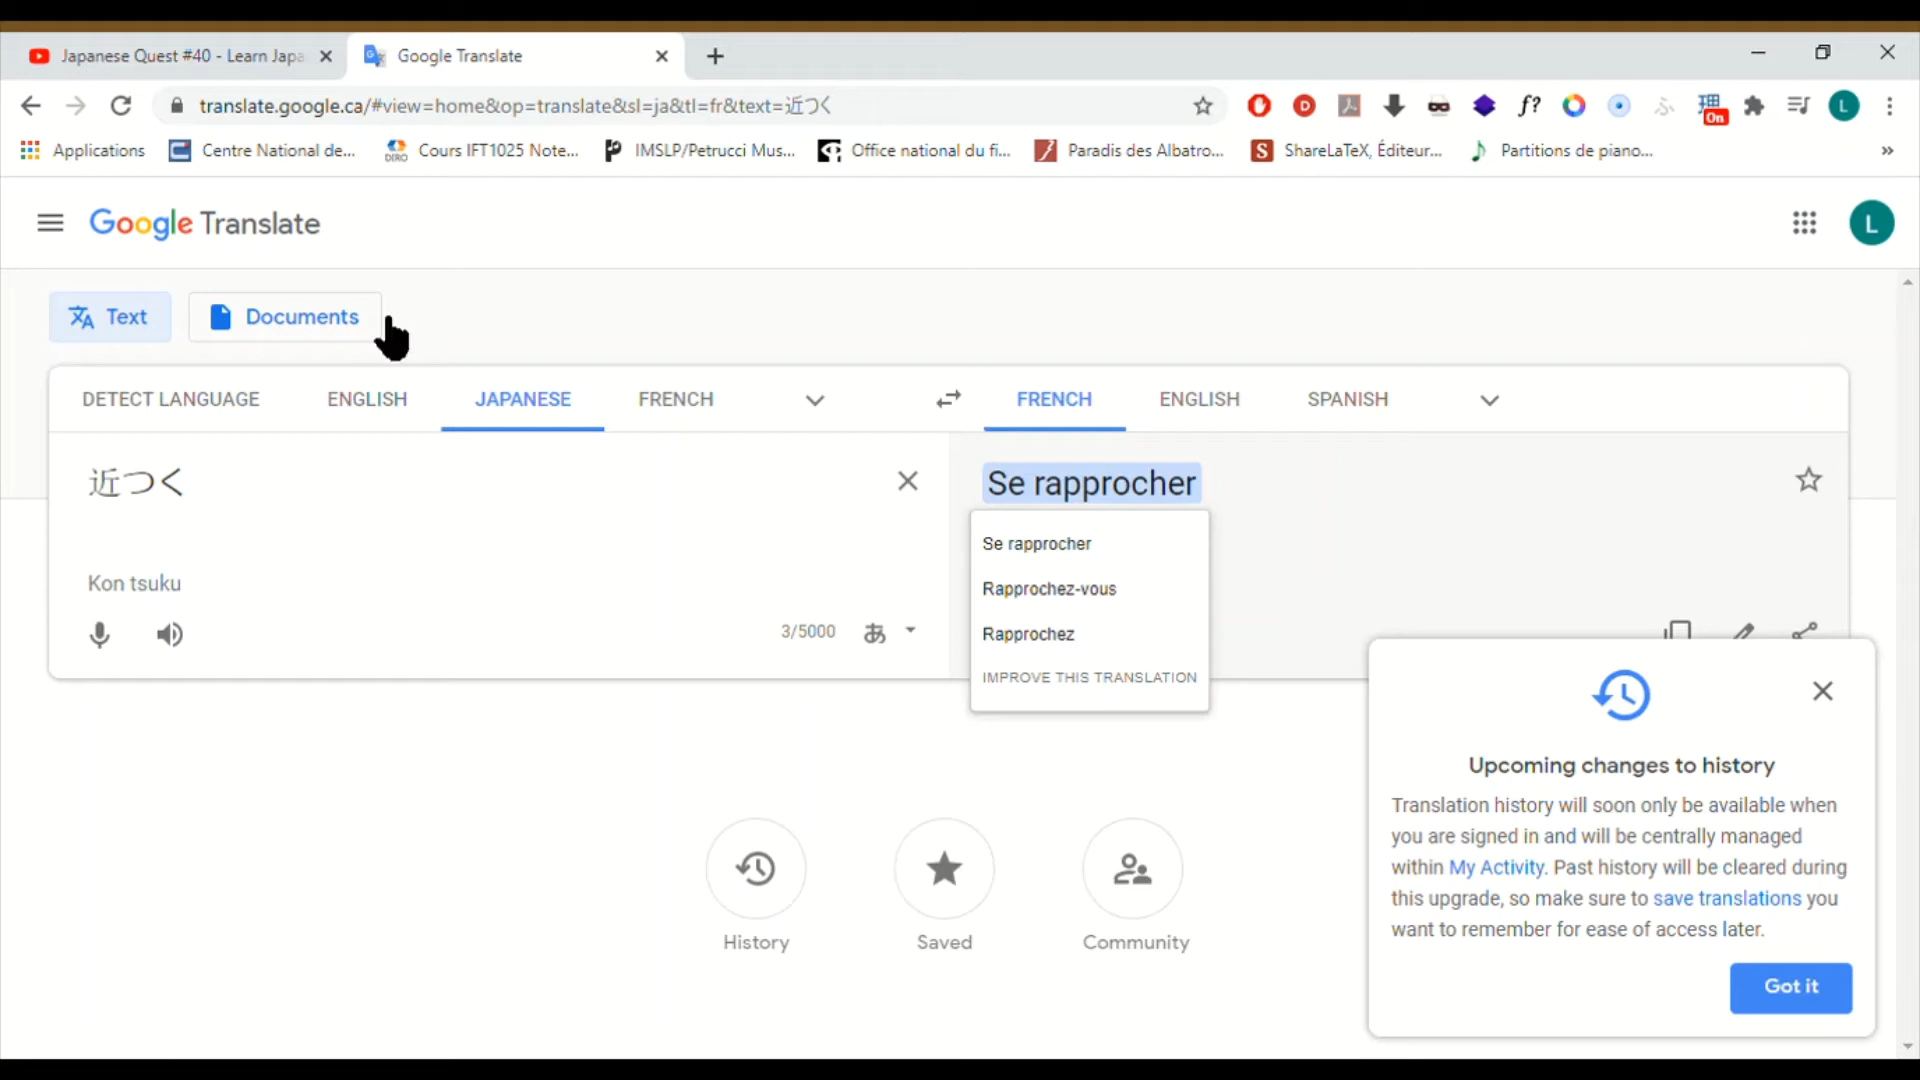 Japanese Quest #40 - Learn Japa
Google Translate
translate.google.ca/#view=home&op=translate&sl=ja&tl=fr&text=近つく
On
L
Applications
Centre National de...
Cours IFT1025 Note...
IMSLP/Petrucci Mus...
Office national du fi...
Paradis des Albatro...
ShareLaTeX, Éditeur...
Partitions de piano...
Google Translate
L
Text
Documents
DETECT LANGUAGE
ENGLISH
JAPANESE
FRENCH
FRENCH
ENGLISH
SPANISH
近つく
Se rapprocher
Se rapprocher
Rapprochez-vous
Rapprochez
IMPROVE THIS TRANSLATION
Kon tsuku
3/5000
あ
Upcoming changes to history
Translation history will soon only be available when
you are signed in and will be centrally managed
within My Activity. Past history will be cleared during
this upgrade, so make sure to save translations you
want to remember for ease of access later.
Got it
History
Saved
Community